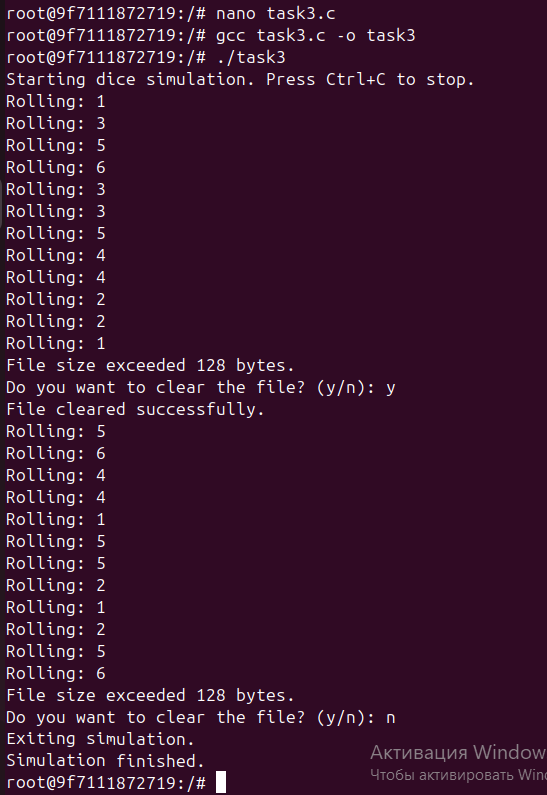 root@9f7111872719:/# nano task3.c
root@9f7111872719:/# gcc task3.c -o task3
root@9f7111872719:/# ./task3
Starting dice simulation. Press Ctrl+C to stop.
Rolling: 1
Rolling: 3
Rolling: 5
Rolling: 6
Rolling: 3
Rolling: 3
Rolling: 5
Rolling: 4
Rolling: 4
Rolling: 2
Rolling: 2
Rolling: 1
File size exceeded 128 bytes.
Do you want to clear the file? (y/n): y
File cleared successfully.
Rolling: 5
Rolling: 6
Rolling: 4
Rolling: 4
Rolling: 1
Rolling: 5
Rolling: 5
Rolling: 2
Rolling: 1
Rolling: 2
Rolling: 5
Rolling: 6
File size exceeded 128 bytes.
Do you want to clear the file? (y/n): n
Exiting simulation.
Simulation finished.
root@9f7111872719:/#
Активация Window
Чтобы активировать Wind